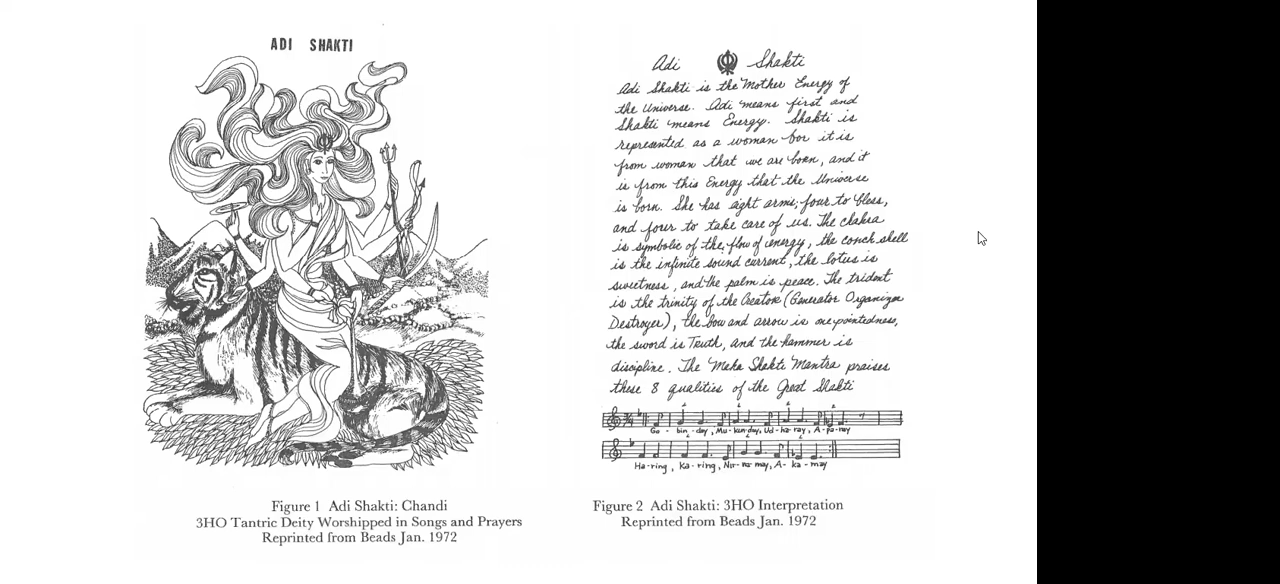 ADI SHAKTI
Figure 1 Adi Shakti: Chandi
3HO Tantric Deity Worshipped in Songs and Prayers
Reprinted from Beads Jan. 1972
Adi Shakti
Adi Shakti is the Mother Energy of
the Universe. Adi means first and
Shakti means Energy. Shakti is
represented as a woman for it is
from woman that we are born, and it
is from this Energy that the Universe
is born. She has eight arms; four to bless,
and four to take care of us. The chakra
is symbolic of the flow of energy, the conch shell
is the infinite sound current, the lotus is
sweetness, and the palm is peace. The trident
is the trinity of the Creator (Generator Organizer
Destroyer), the bow and arrow is one pointedness,
the sword is Truth, and the hammer is
discipline. The Maha Shakti Mantra praises
these 8 qualities of the Great Shakti
Go - bin - day, Mu - kun - day, Ud - ha - ray, A - pa - ray
Ha - ring, Ka - ring, Nir - na - may, A - ka - may
Figure 2 Adi Shakti: 3HO Interpretation
Reprinted from Beads Jan. 1972